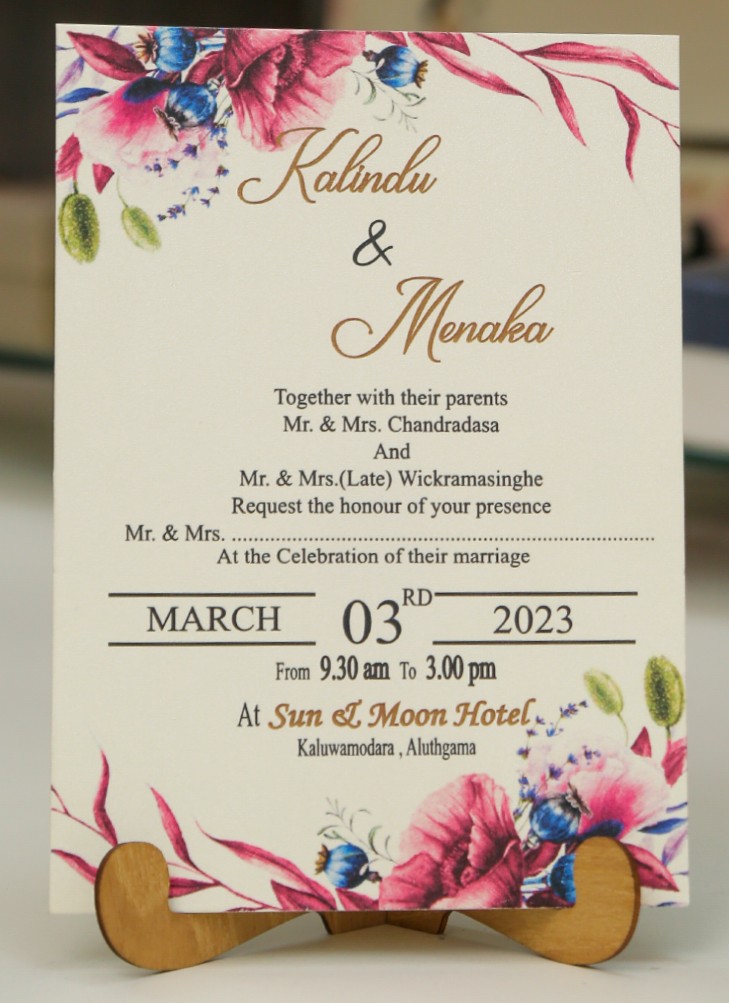 Kalindu
&
Menaka
Together with their parents
Mr. & Mrs. Chandradasa
And
Mr. & Mrs.(Late) Wickramasinghe
Request the honour of your presence
Mr. & Mrs. ................................................................................
At the Celebration of their marriage
MARCH 03RD 2023
From 9.30 am To 3.00 pm
At Sun & Moon Hotel
Kaluwamodara , Aluthgama